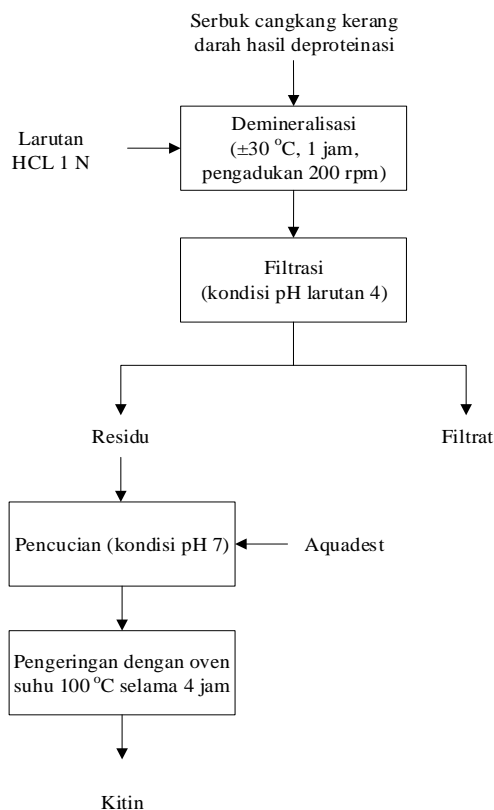 Serbuk cangkang kerang
darah hasil deproteinasi
Larutan
HCL 1 N
Demineralisasi
(±30 °C, 1 jam,
pengadukan 200 rpm)
Filtrasi
(kondisi pH larutan 4)
Residu
Filtrat
Pencucian (kondisi pH 7)
Aquadest
Pengeringan dengan oven
suhu 100 °C selama 4 jam
Kitin